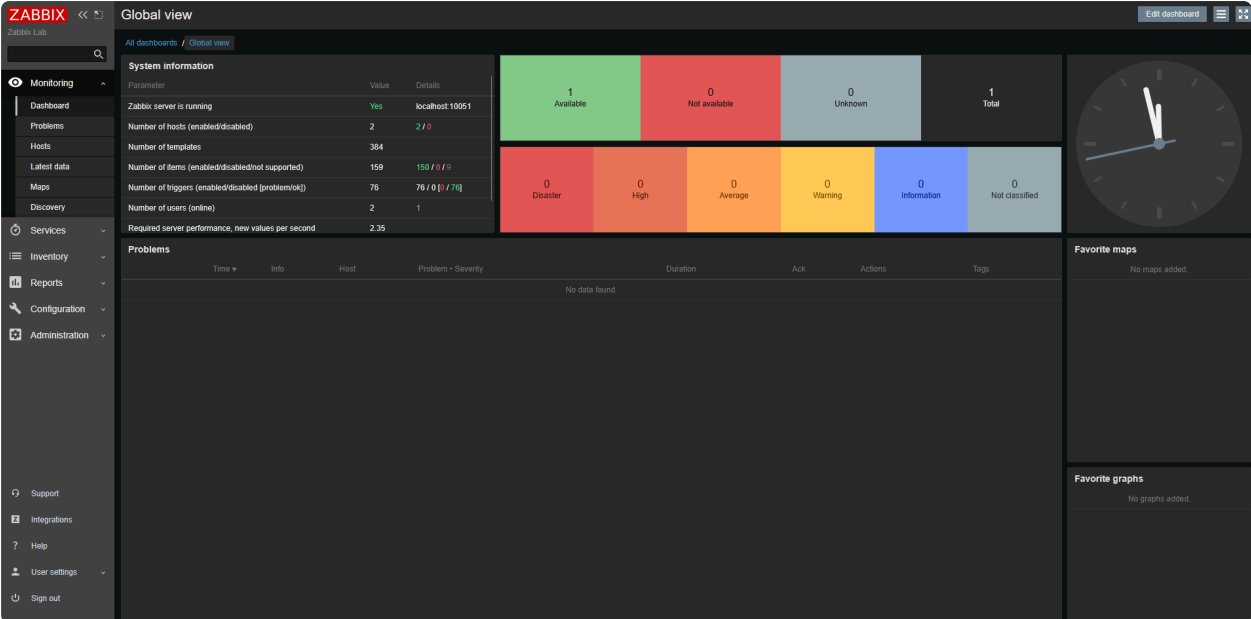 ZABBIX
Zabbix Lab
Monitoring
Dashboard
Problems
Hosts
Latest data
Maps
Discovery
Services
Inventory
Reports
Configuration
Administration
Support
Integrations
Help
User settings
Sign out
Global view
Edit dashboard
All dashboards / Global view
System information
Parameter Value Details
Zabbix server is running Yes localhost:10051
Number of hosts (enabled/disabled) 2 2 / 0
Number of templates 384
Number of items (enabled/disabled/not supported) 159 150 / 0 / 9
Number of triggers (enabled/disabled [problem/ok]) 76 76 / 0 [0 / 76]
Number of users (online) 2 1
Required server performance, new values per second 2.35
1 0 0 1
Available Not available Unknown Total
0 0 0 0 0 0
Disaster High Average Warning Information Not classified
Problems
Time ▾ Info Host Problem • Severity Duration Ack Actions Tags
No data found.
Favorite maps
No maps added.
Favorite graphs
No graphs added.